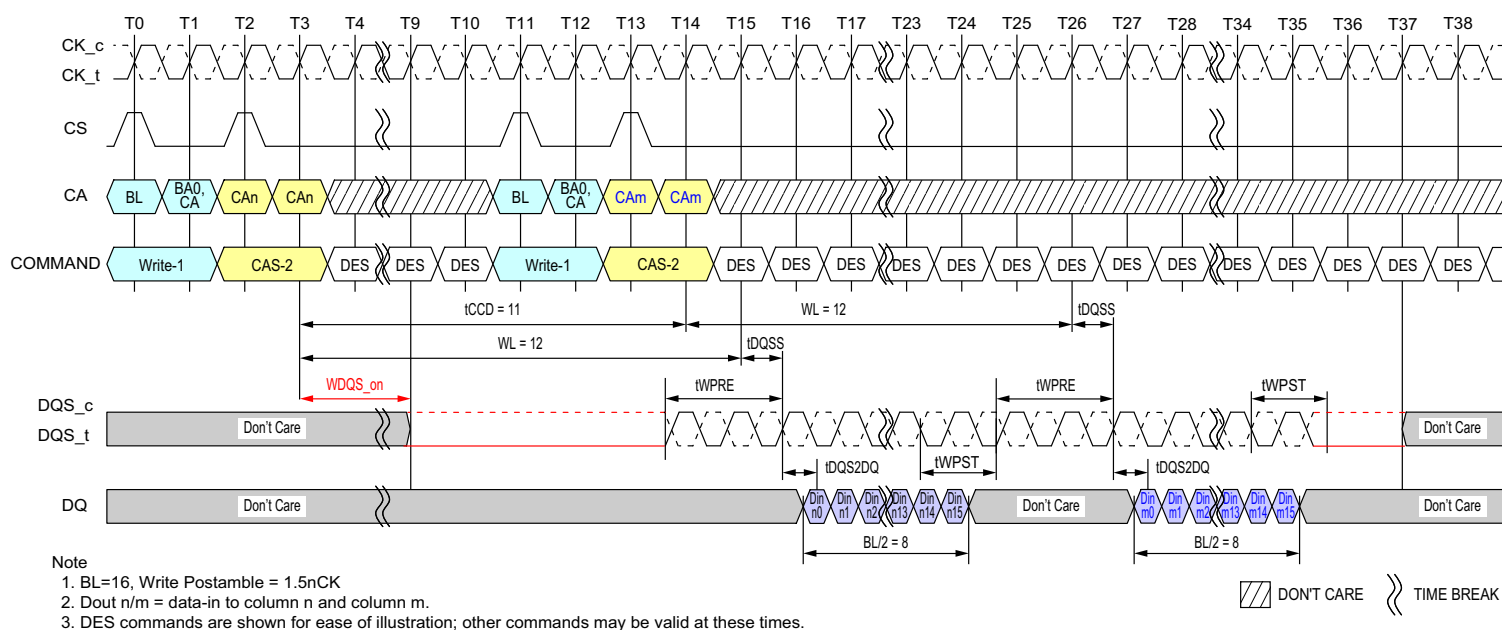 T0 T1 T2 T3 T4 T9 T10 T11 T12 T13 T14 T15 T16 T17 T23 T24 T25 T26 T27 T28 T34 T35 T36 T37 T38
CK_c
CK_t
CS
CA BL BA0, CA CAn CAn BL BA0, CA CAm CAm
COMMAND Write-1 CAS-2 DES DES DES Write-1 CAS-2 DES DES DES DES DES DES DES DES DES DES DES DES DES DES
tCCD = 11 WL = 12 tDQSS
WL = 12 tDQSS
WDQS_on tWPRE tWPRE tWPST
DQS_c
DQS_t Don't Care Don't Care
tDQS2DQ tWPST tDQS2DQ
DQ Don't Care Din n0 Din n1 Din n2 Din n13 Din n14 Din n15 Don't Care Din m0 Din m1 Din m2 Din m13 Din m14 Din m15 Don't Care
BL/2 = 8 BL/2 = 8
Note
1. BL=16, Write Postamble = 1.5nCK
2. Dout n/m = data-in to column n and column m.
3. DES commands are shown for ease of illustration; other commands may be valid at these times.
DON'T CARE TIME BREAK